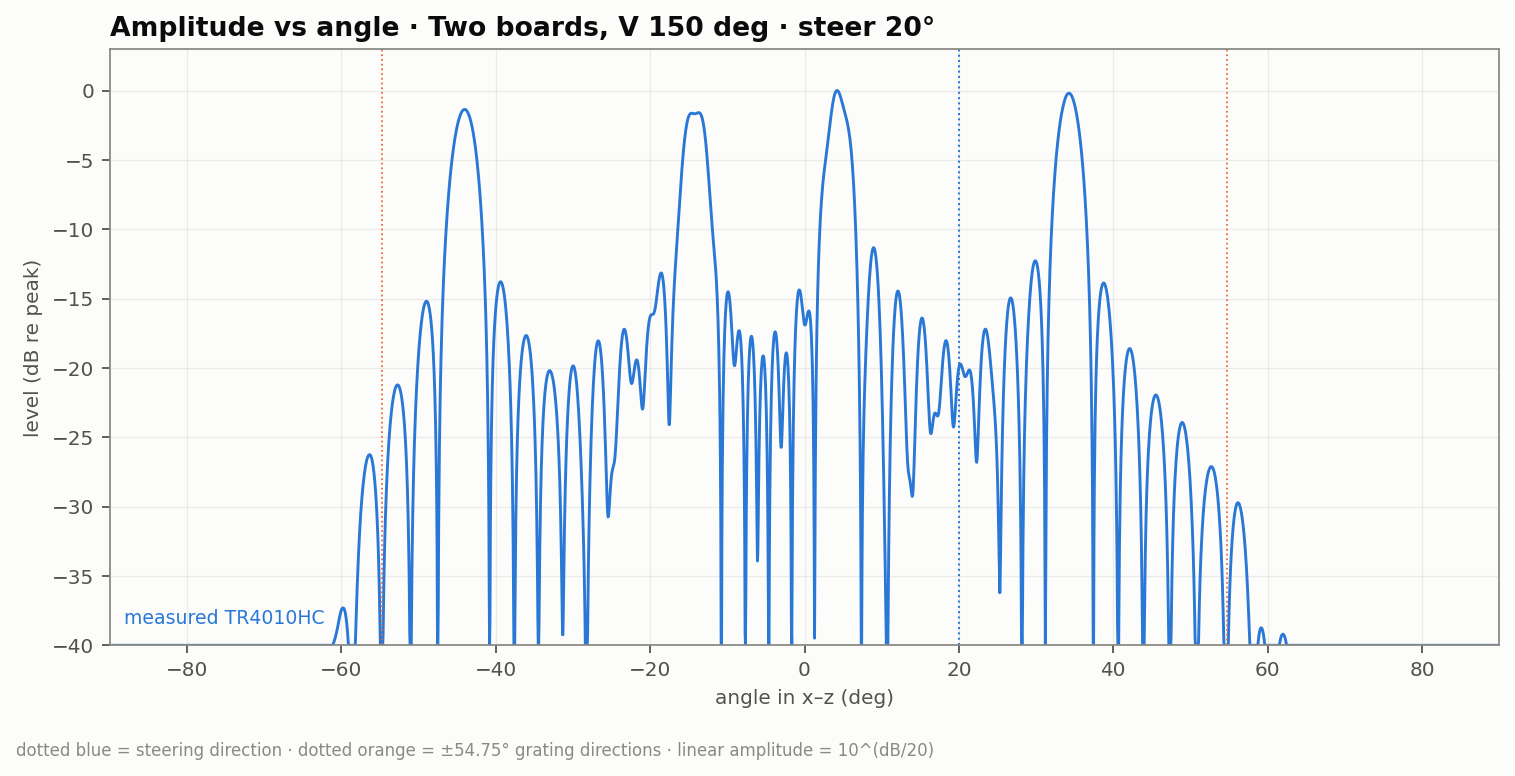 Amplitude vs angle · Two boards, V 150 deg · steer 20°
0
−5
−10
−15
−20
−25
−30
−35
−40
level (dB re peak)
measured TR4010HC
−80 −60 −40 −20 0 20 40 60 80
angle in x–z (deg)
dotted blue = steering direction · dotted orange = ±54.75° grating directions · linear amplitude = 10^(dB/20)